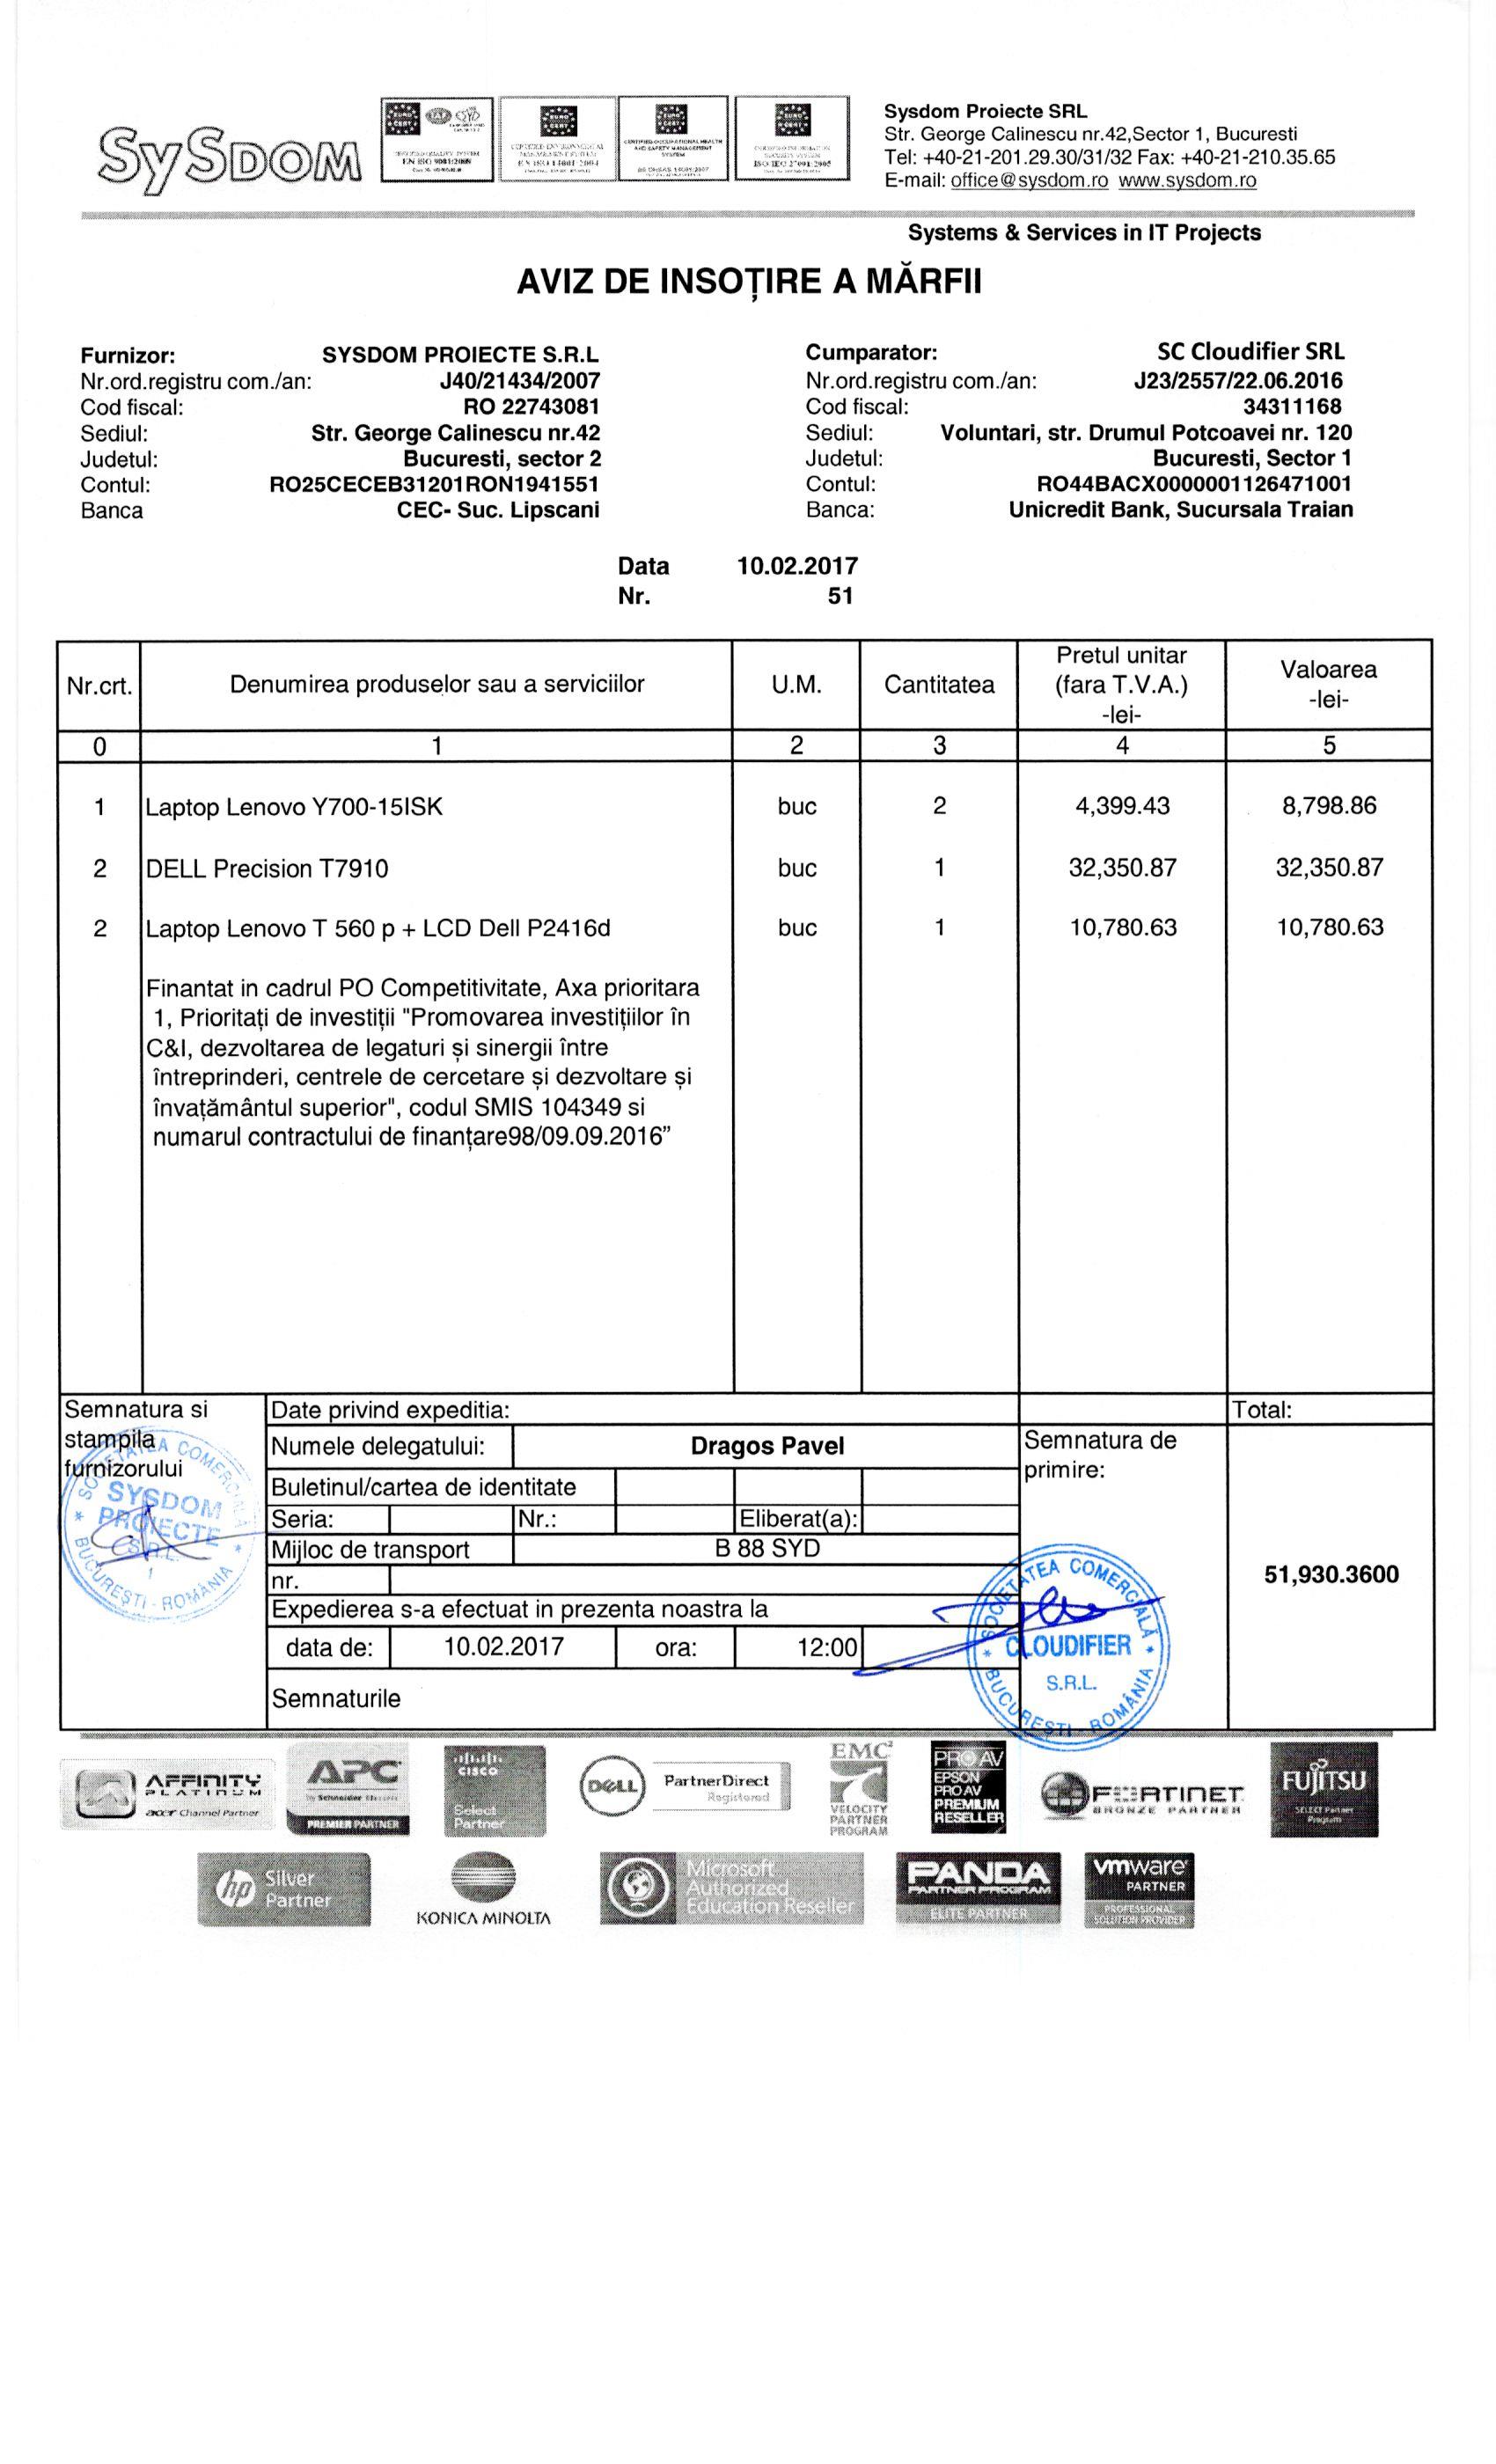 SySDOM
EN ISO 9001:2008
EN ISO 14001:2004
CERTIFIED OCCUPATIONAL HEALTH
AND SAFETY MANAGEMENT
SYSTEM
Sysdom Proiecte SRL
Str. George Calinescu nr.42,Sector 1, Bucuresti
Tel: +40-21-201.29.30/31/32 Fax: +40-21-210.35.65
E-mail: office@sysdom.ro www.sysdom.ro
Systems & Services in IT Projects
AVIZ DE INSOȚIRE A MĂRFII
Furnizor: SYSDOM PROIECTE S.R.L
Nr.ord.registru com./an: J40/21434/2007
Cod fiscal: RO 22743081
Sediul: Str. George Calinescu nr.42
Judetul: Bucuresti, sector 2
Contul: RO25CECEB31201RON1941551
Banca CEC- Suc. Lipscani
Cumparator: SC Cloudifier SRL
Nr.ord.registru com./an: J23/2557/22.06.2016
Cod fiscal: 34311168
Sediul: Voluntari, str. Drumul Potcoavei nr. 120
Judetul: Bucuresti, Sector 1
Contul: RO44BACX0000001126471001
Banca: Unicredit Bank, Sucursala Traian
Data 10.02.2017
Nr. 51
Nr.crt. Denumirea produselor sau a serviciilor U.M. Cantitatea Pretul unitar (fara T.V.A.) -lei- Valoarea -lei-
0 1 2 3 4 5
1 Laptop Lenovo Y700-15ISK buc 2 4,399.43 8,798.86
2 DELL Precision T7910 buc 1 32,350.87 32,350.87
2 Laptop Lenovo T 560 p + LCD Dell P2416d buc 1 10,780.63 10,780.63
Finantat in cadrul PO Competitivitate, Axa prioritara
1, Prioritați de investiții "Promovarea investițiilor în
C&I, dezvoltarea de legaturi și sinergii între
întreprinderi, centrele de cercetare și dezvoltare și
învațământul superior", codul SMIS 104349 si
numarul contractului de finanțare98/09.09.2016”
Semnatura si
stampila
furnizorului
SOCIETATEA COMERCIALĂ
SYSDOM
PROIECTE
S.R.L.
1
BUCUREȘTI - ROMÂNIA
Date privind expeditia:
Numele delegatului: Dragos Pavel
Buletinul/cartea de identitate
Seria: Nr.: Eliberat(a):
Mijloc de transport B 88 SYD
nr.
Expedierea s-a efectuat in prezenta noastra la
data de: 10.02.2017 ora: 12:00
Semnaturile
Semnatura de
primire:
SOCIETATEA COMERCIALĂ
CLOUDIFIER
S.R.L.
BUCUREȘTI - ROMÂNIA
Total:
51,930.3600
AFFINITY
PLATINUM
acer Channel Partner
APC
by Schneider Electric
PREMIER PARTNER
CISCO
Select
Partner
DELL
PartnerDirect
Registered
EMC²
VELOCITY
PARTNER
PROGRAM
PRO AV
EPSON
PRO AV
PREMIUM
RESELLER
FORTINET
BRONZE PARTNER
FUJITSU
SELECT Partner
Program
hp
Silver
Partner
KONICA MINOLTA
Microsoft
Authorized
Education Reseller
PANDA
PARTNER PROGRAM
ELITE PARTNER
vmware
PARTNER
PROFESSIONAL
SOLUTION PROVIDER